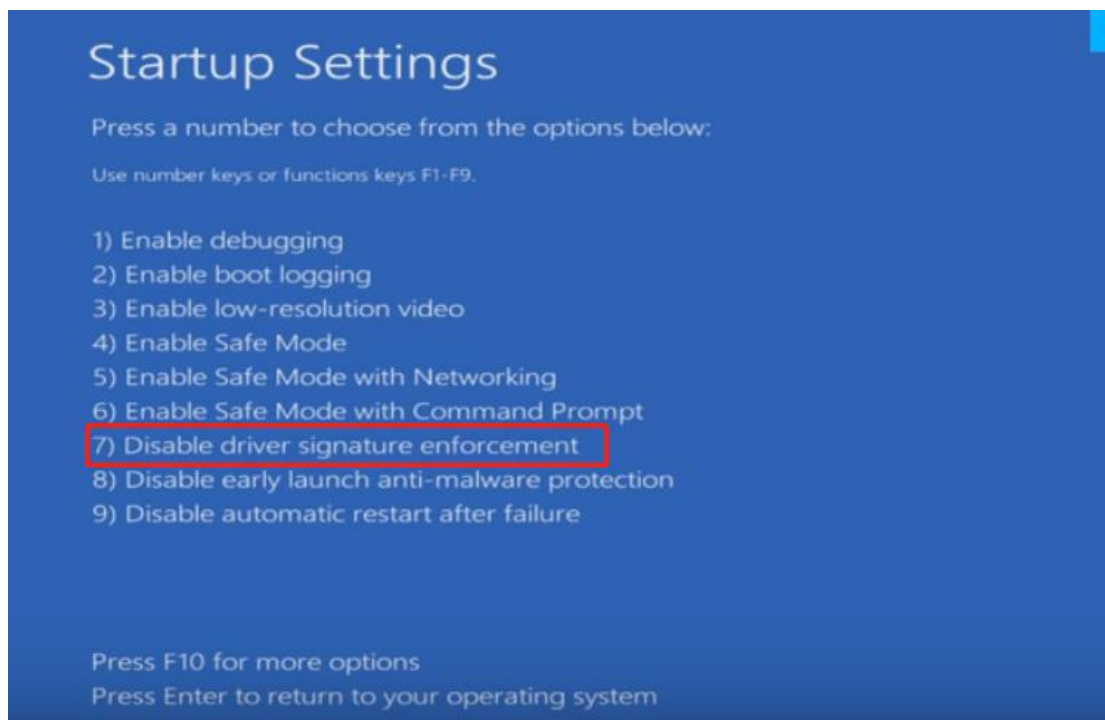 Startup Settings
Press a number to choose from the options below:
Use number keys or functions keys F1-F9.
1) Enable debugging
2) Enable boot logging
3) Enable low-resolution video
4) Enable Safe Mode
5) Enable Safe Mode with Networking
6) Enable Safe Mode with Command Prompt
7) Disable driver signature enforcement
8) Disable early launch anti-malware protection
9) Disable automatic restart after failure
Press F10 for more options
Press Enter to return to your operating system